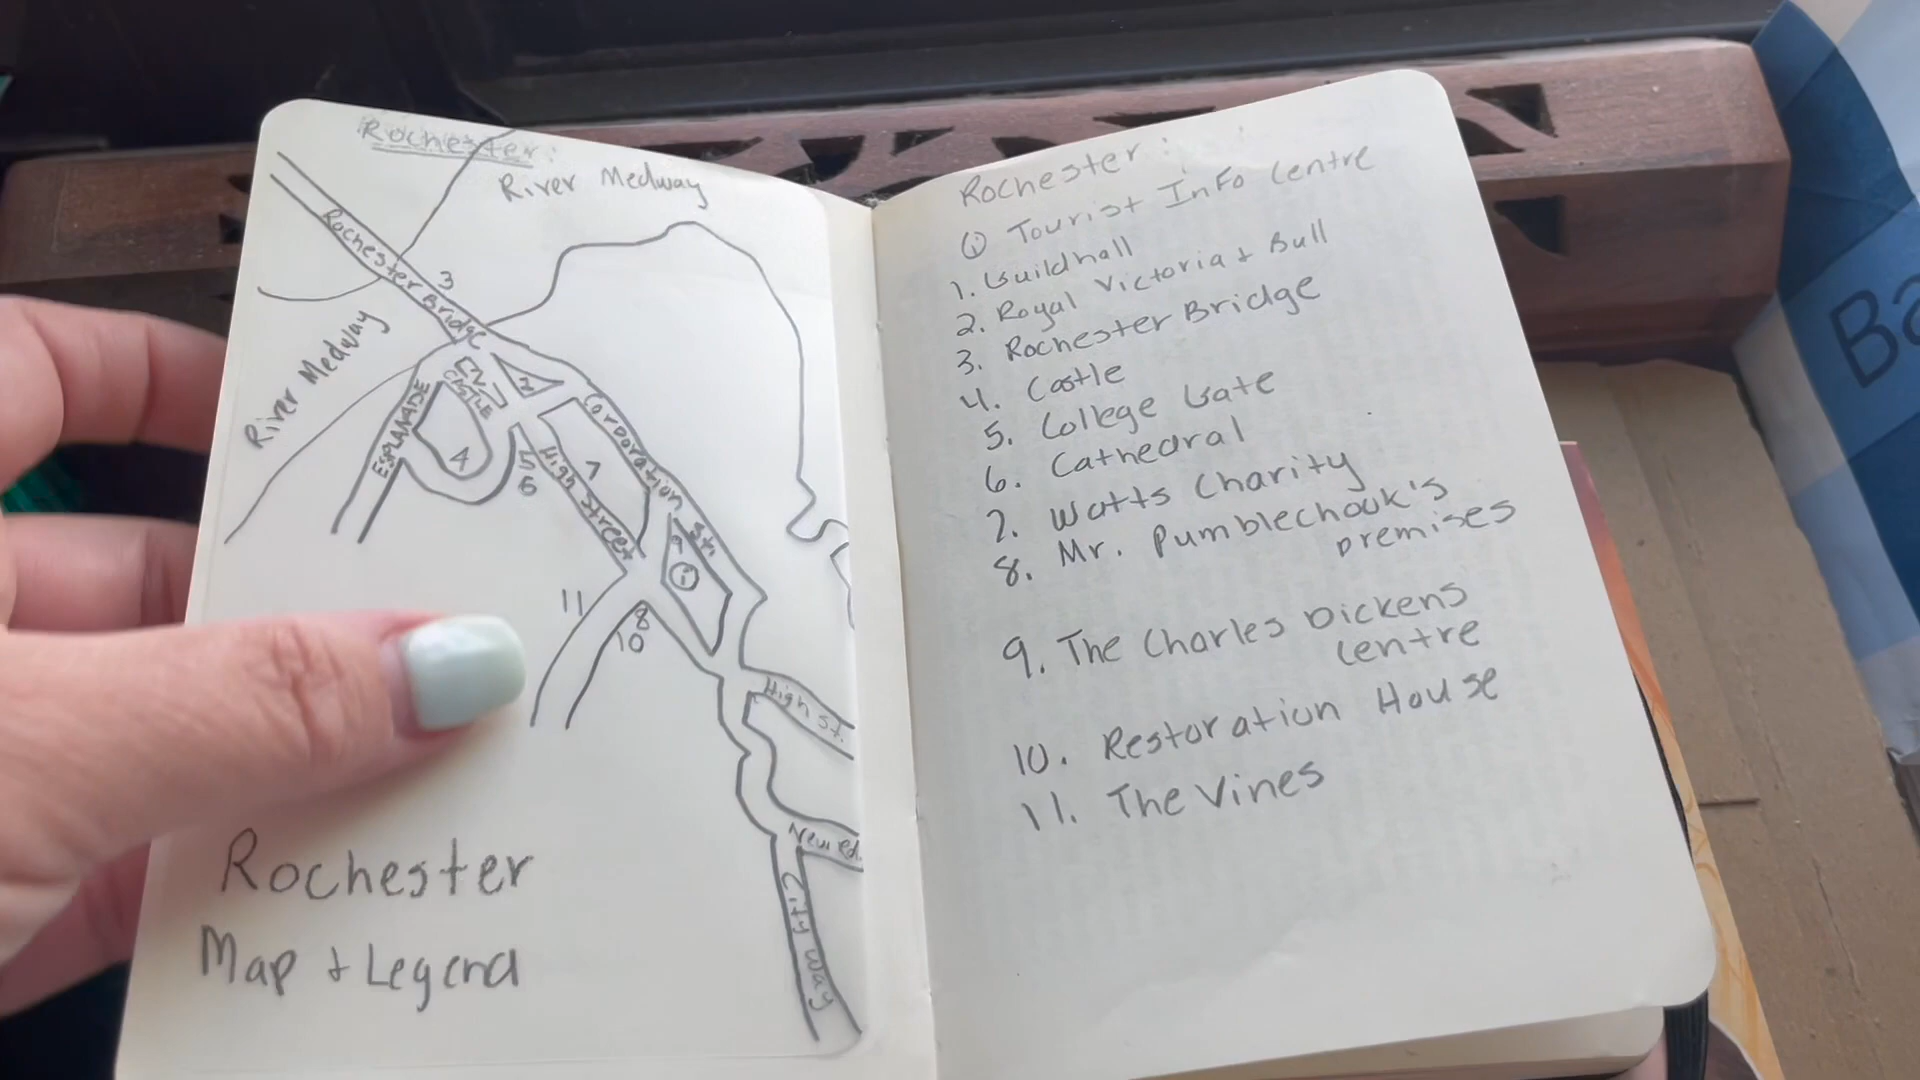 Rochester:
River Medway
Rochester Bridge
3
River Medway
CASTLE
2
ESPLANADE
4
5
6
High Street
7
Corporation St.
9
i
11
8
10
High St.
New Rd.
City Way
Rochester
Map + Legend
Rochester:
i Tourist Info Centre
1. Guildhall
2. Royal Victoria + Bull
3. Rochester Bridge
4. Castle
5. College Gate
6. Cathedral
7. Watts Charity
8. Mr. Pumblechook's
premises
9. The Charles Dickens
Centre
10. Restoration House
11. The Vines
Ba